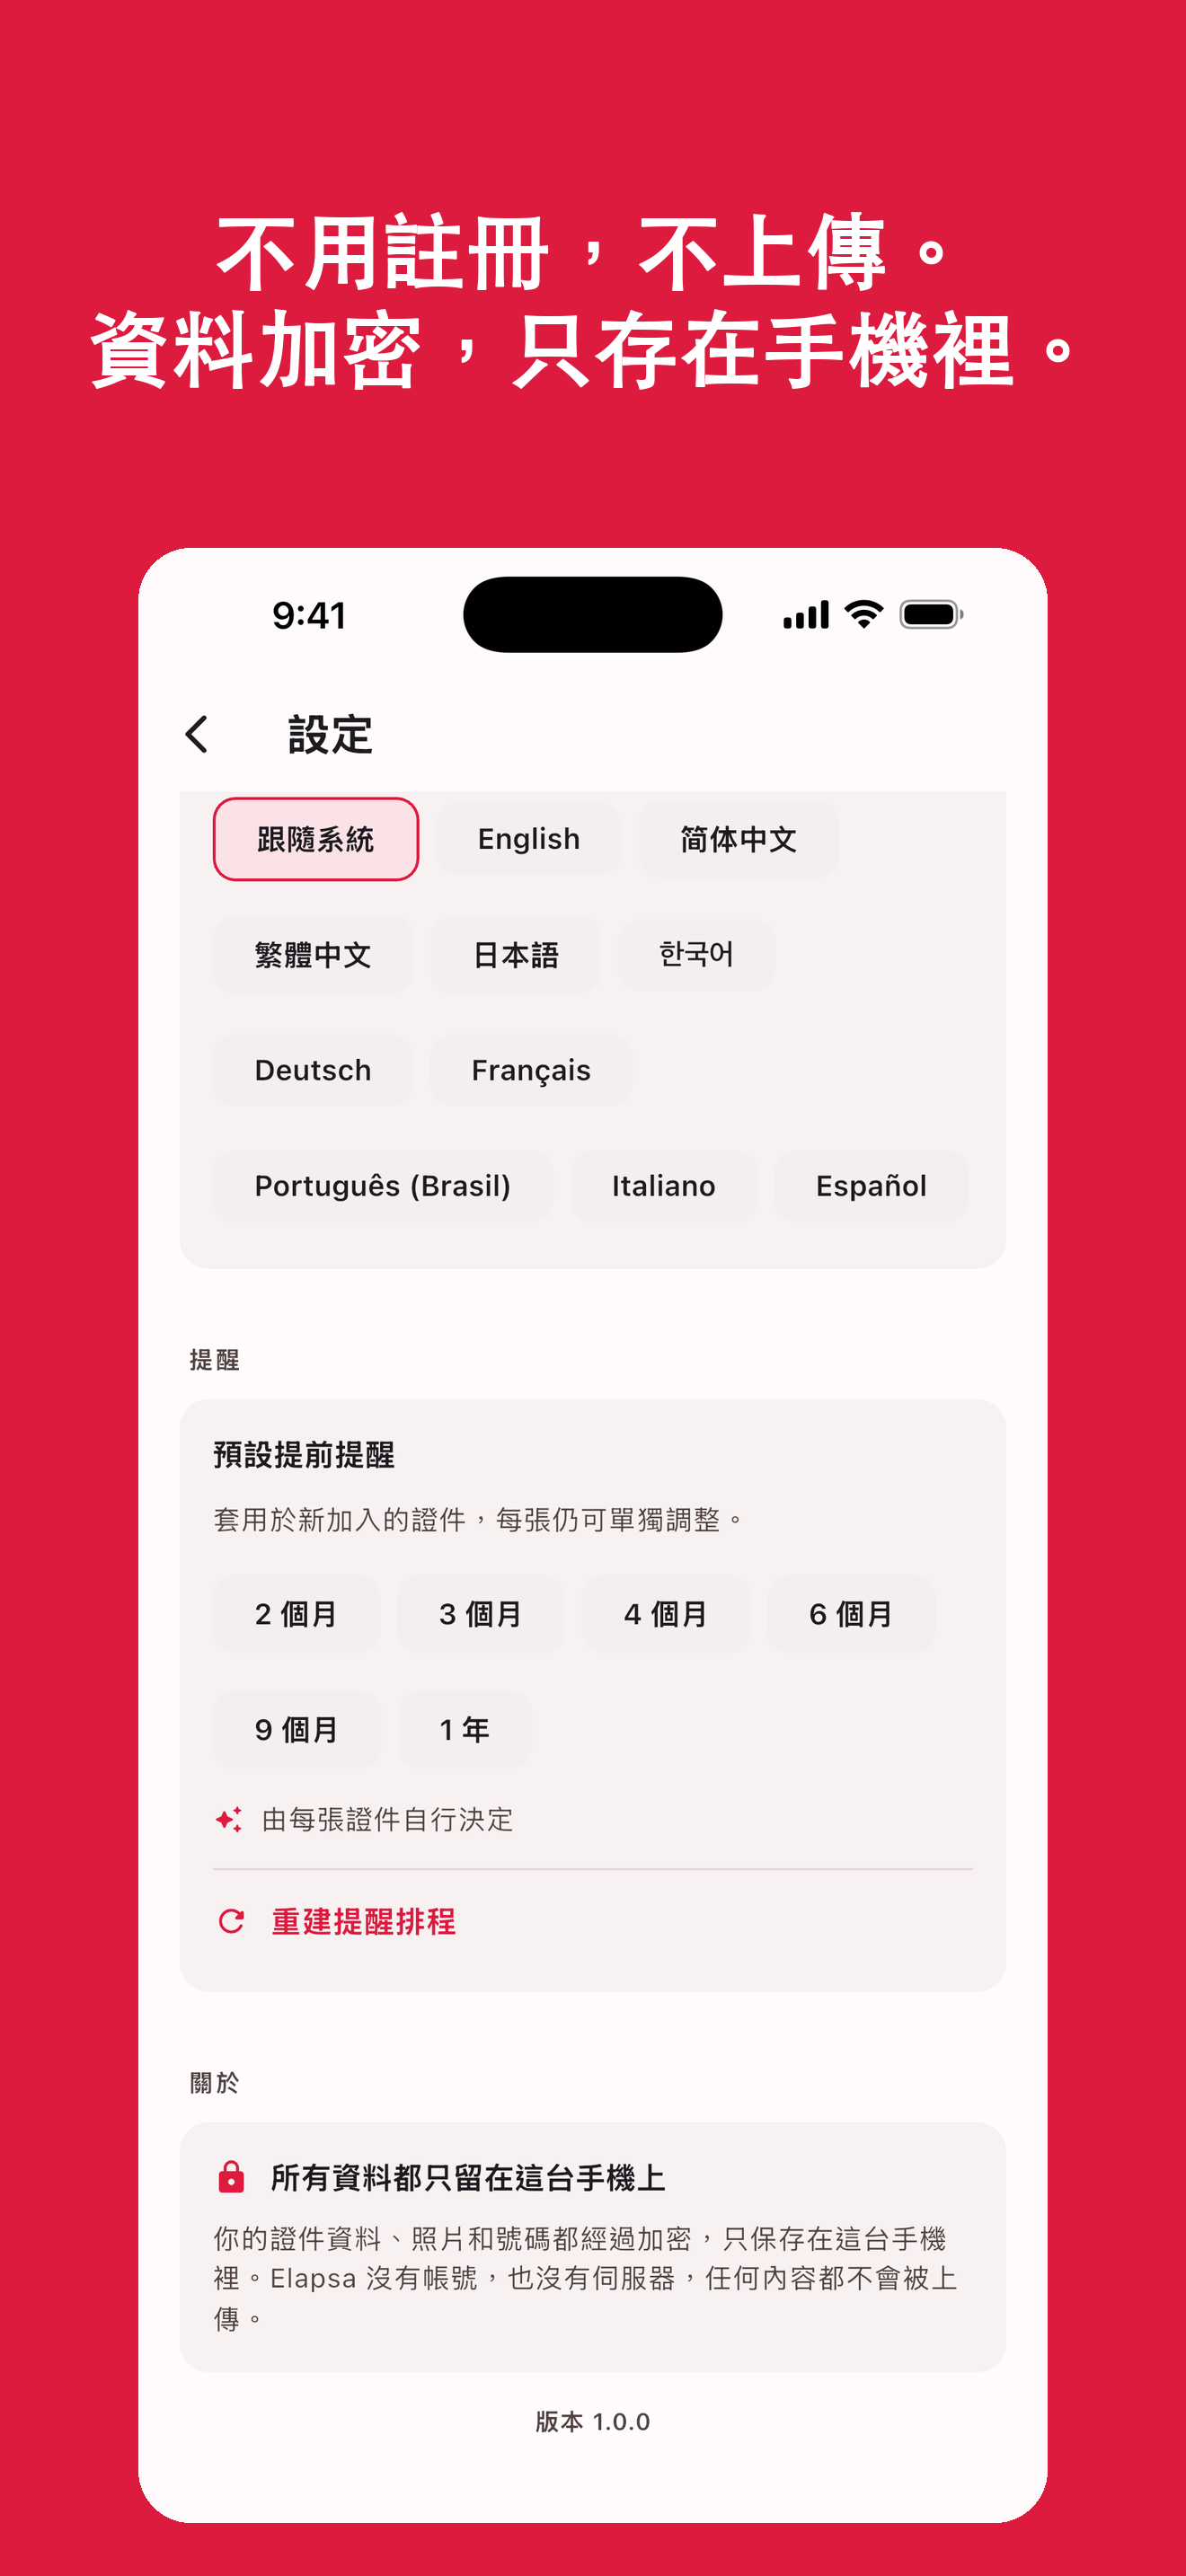 不用註冊，不上傳。
資料加密，只存在手機裡。
9:41
設定
跟隨系統 English 简体中文
繁體中文 日本語 한국어
Deutsch Français
Português (Brasil) Italiano Español
提醒
預設提前提醒
套用於新加入的證件，每張仍可單獨調整。
2 個月 3 個月 4 個月 6 個月
9 個月 1 年
由每張證件自行決定
重建提醒排程
關於
所有資料都只留在這台手機上
你的證件資料、照片和號碼都經過加密，只保存在這台手機
裡。Elapsa 沒有帳號，也沒有伺服器，任何內容都不會被上
傳。
版本 1.0.0